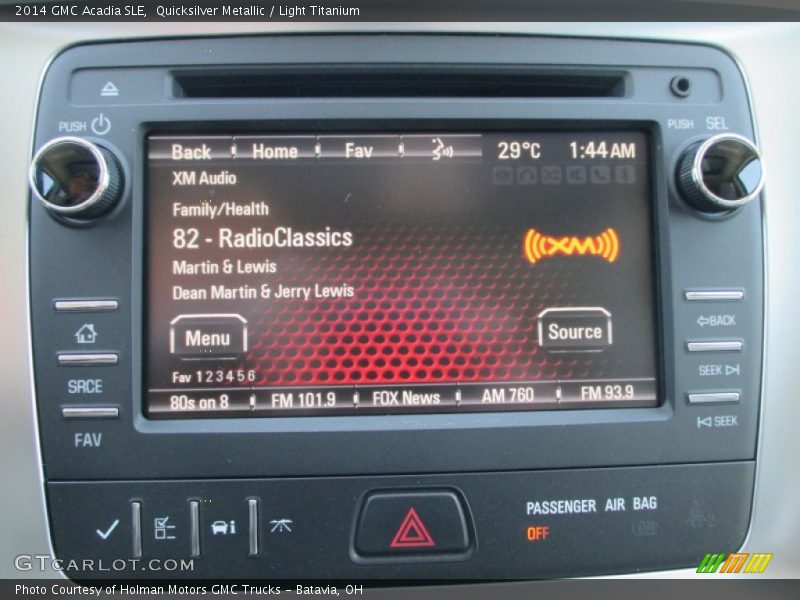 2014 GMC Acadia SLE,  Quicksilver Metallic / Light Titanium
PUSH
PUSH SEL
Back Home Fav 29°C 1:44 AM
XM Audio
Family/Health
82 - RadioClassics
XM
Martin & Lewis
Dean Martin & Jerry Lewis
Menu
Source
Fav 1 2 3 4 5 6
80s on 8 FM 101.9 FOX News AM 760 FM 93.9
SRCE
FAV
BACK
SEEK
SEEK
PASSENGER AIR BAG
OFF
GTCARLOT.COM
Photo Courtesy of Holman Motors GMC Trucks - Batavia, OH